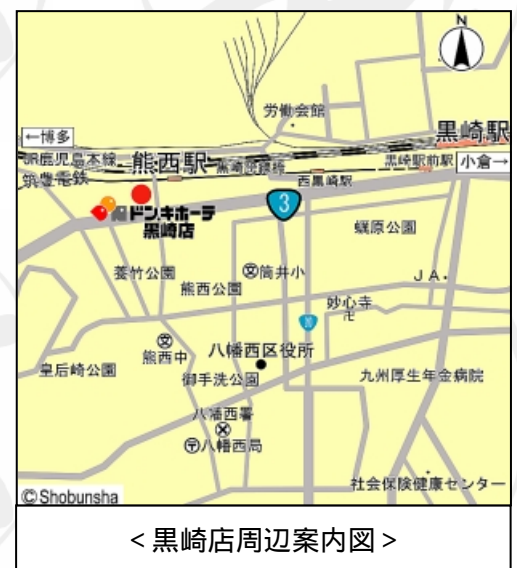 N
労働会館
←博多
黒崎駅
JR鹿児島本線
熊西駅
黒崎駅前駅
小倉→
筑豊電鉄
西黒崎駅
ドン.キホーテ
黒崎店
3
蠣原公園
菱竹公園
筒井小
熊西公園
JA.
妙心寺
熊西中
八幡西区役所
皇后崎公園
御手洗公園
九州厚生年金病院
八幡西署
八幡西局
社会保険健康センター
© Shobunsha
<黒崎店周辺案内図>